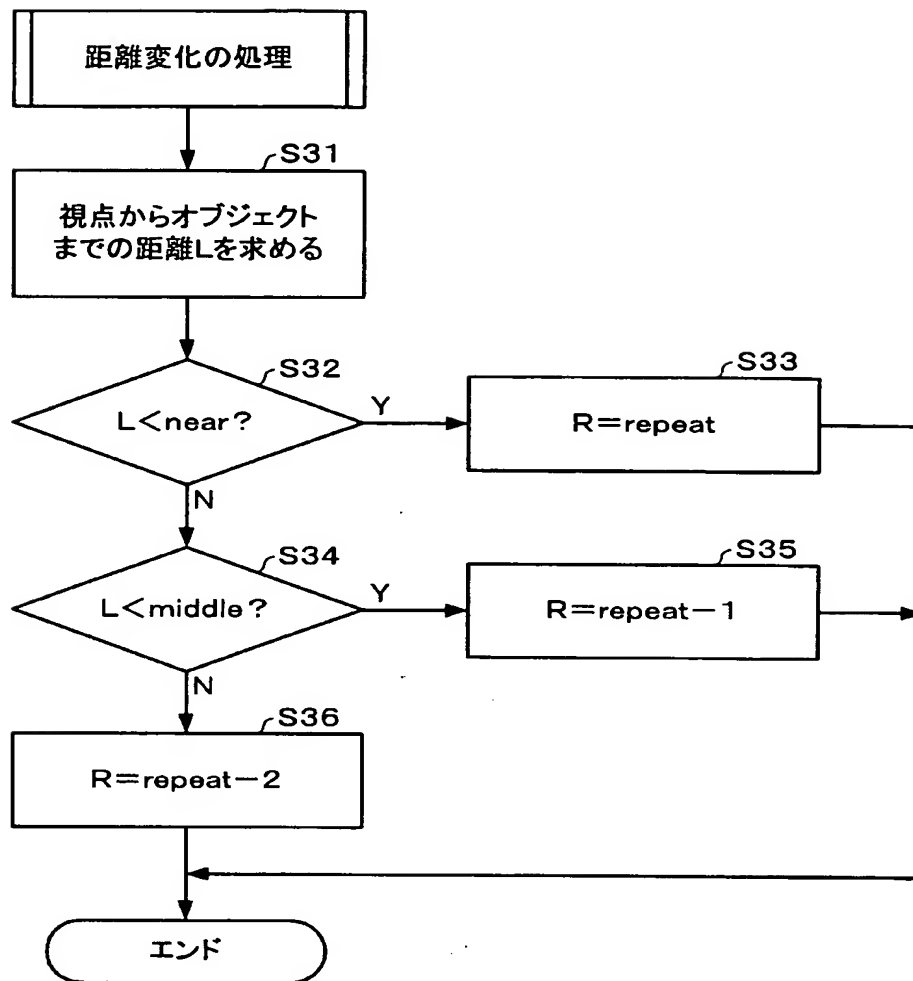 距離変化の処理
S31
視点からオブジェクト
までの距離Lを求める
S32
L<near?
Y
S33
R=repeat
N
S34
L<middle?
Y
S35
R=repeat−1
N
S36
R=repeat−2
エンド